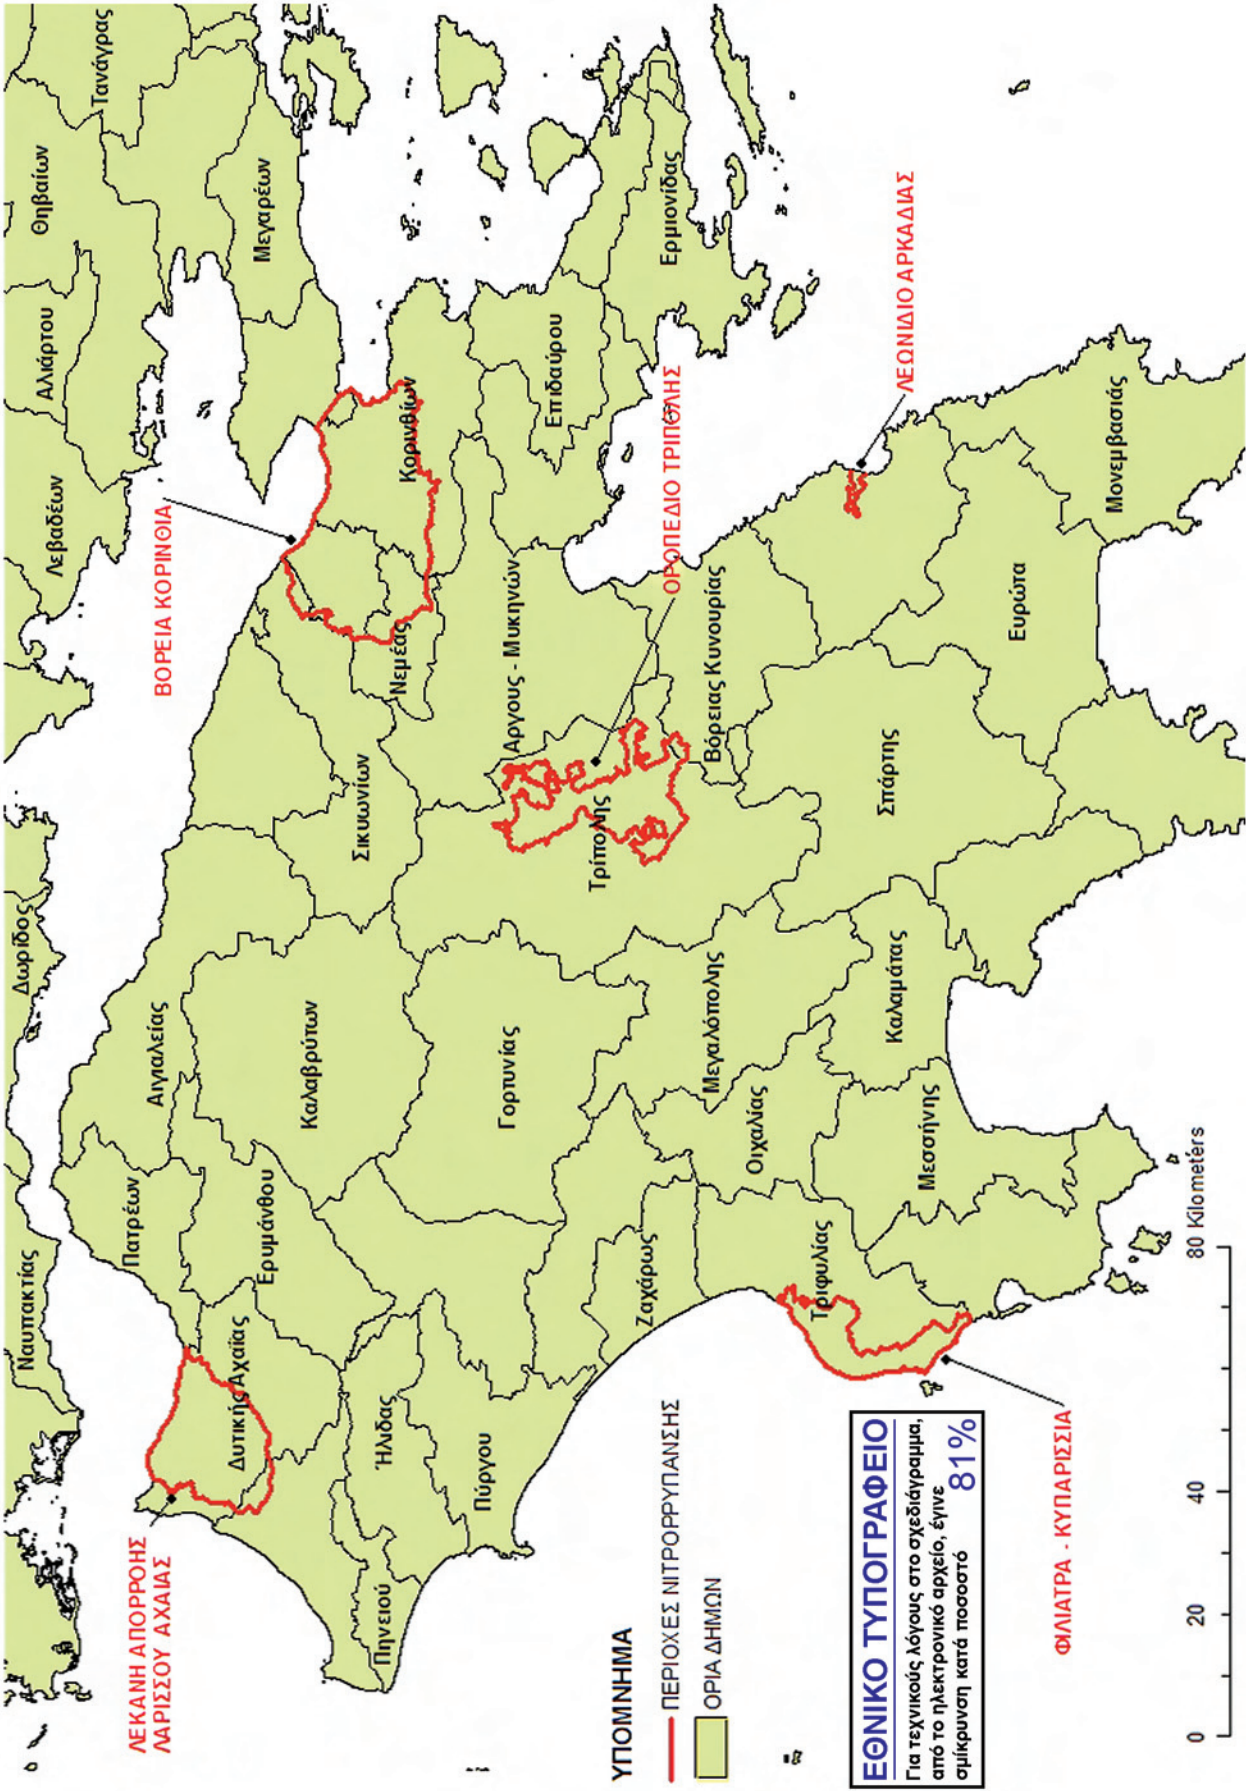 Ναυπακτίας
Δωρίδος
Λεβαδέων
Αλιάρτου
Θηβαίων
Τανάγρας
ΛΕΚΑΝΗ ΑΠΟΡΡΟΗΣ
ΛΑΡΙΣΣΟΥ ΑΧΑΙΑΣ
Πατρέων
Αιγιαλείας
ΒΟΡΕΙΑ ΚΟΡΙΝΘΙΑ
Μεγαρέων
Δυτικής Αχαΐας
Ερυμάνθου
Καλαβρύτων
Σικυωνίων
Νεμέας
Κορινθίων
Πηνειού
Ήλιδας
Πύργου
Γορτυνίας
Άργους - Μυκηνών
Επιδαύρου
Ερμιονίδας
Τρίπολης
ΟΡΟΠΕΔΙΟ ΤΡΙΠΟΛΗΣ
Ζαχάρως
Μεγαλόπολης
Βόρειας Κυνουρίας
Οιχαλίας
Τριφυλίας
Καλαμάτας
Σπάρτης
ΛΕΩΝΙΔΙΟ ΑΡΚΑΔΙΑΣ
Μεσσήνης
Ευρώτα
Μονεμβασιάς
ΦΙΛΙΑΤΡΑ - ΚΥΠΑΡΙΣΣΙΑ
ΥΠΟΜΝΗΜΑ
ΠΕΡΙΟΧΕΣ ΝΙΤΡΟΡΡΥΠΑΝΣΗΣ
ΟΡΙΑ ΔΗΜΩΝ
ΕΘΝΙΚΟ ΤΥΠΟΓΡΑΦΕΙΟ
Για τεχνικούς λόγους στο σχεδιάγραμμα,
από το ηλεκτρονικό αρχείο, έγινε
σμίκρυνση κατά ποσοστό 81%
0 20 40 80 Kilometers